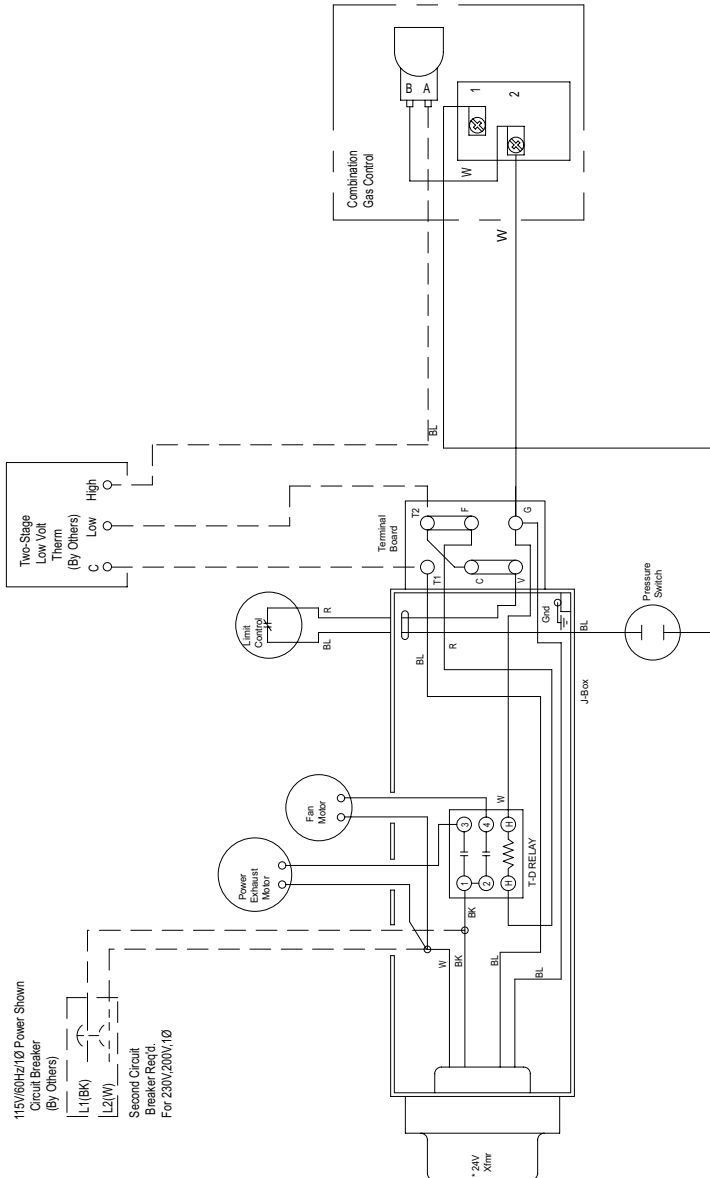 115V/60Hz/1Ø Power Shown
Circuit Breaker
(By Others)
L1(BK)
L2(W)
Second Circuit
Breaker Req'd.
For 230V,200V,1Ø
Two-Stage
Low Volt
Therm
(By Others)
C
Low
High
Combination
Gas Control
B
A
1
2
W
W
BL
Terminal
Board
T2
F
G
T1
C
V
Limit
Control
R
BL
Power
Exhaust
Motor
Fan
Motor
BL
R
Gnd
BL
Pressure
Switch
J-Box
1
3
2
4
H
H
W
T-D RELAY
BK
W
BK
BL
BL
* 24V
Xfmr